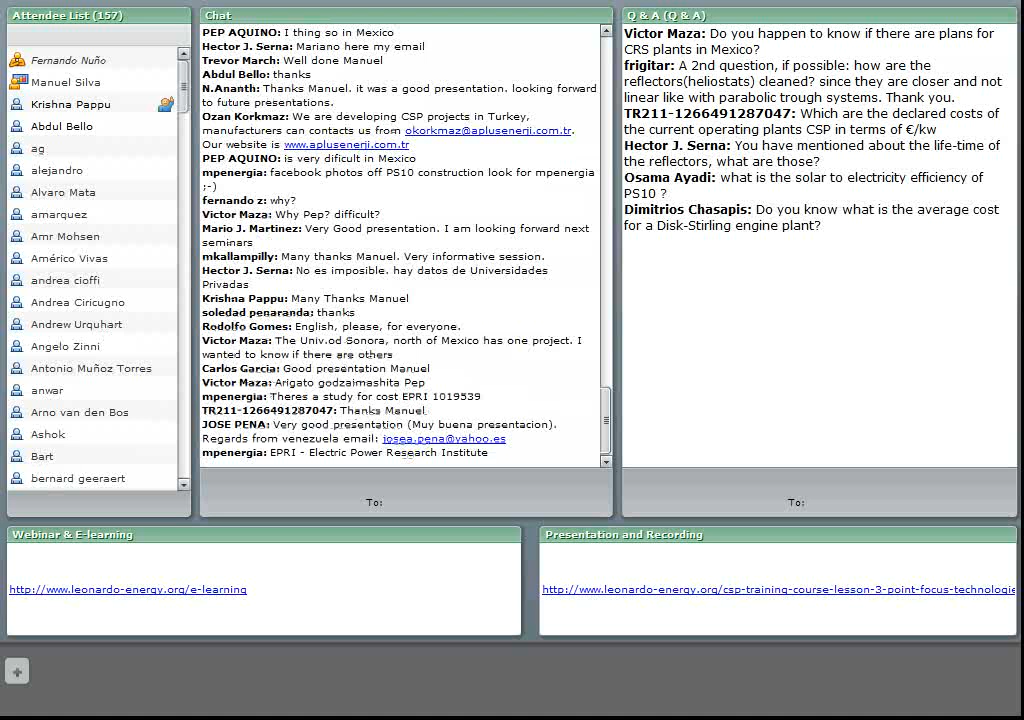 Attendee List (157)
Fernando Nuño
Manuel Silva
Krishna Pappu
Abdul Bello
ag
alejandro
Alvaro Mata
amarquez
Amr Mohsen
Américo Vivas
andrea cioffi
Andrea Ciricugno
Andrew Urquhart
Angelo Zinni
Antonio Muñoz Torres
anwar
Arno van den Bos
Ashok
Bart
bernard geeraert
Chat
PEP AQUINO: I thing so in Mexico
Hector J. Serna: Mariano here my email
Trevor March: Well done Manuel
Abdul Bello: thanks
N.Ananth: Thanks Manuel. it was a good presentation. looking forward
to future presentations.
Ozan Korkmaz: We are developing CSP projects in Turkey,
manufacturers can contacts us from okorkmaz@aplusenerji.com.tr.
Our website is www.aplusenerji.com.tr
PEP AQUINO: is very dificult in Mexico
mpenergia: facebook photos off PS10 construction look for mpenergia
;-)
fernando z: why?
Victor Maza: Why Pep? difficult?
Mario J. Martinez: Very Good presentation. I am looking forward next
seminars
mkallampilly: Many thanks Manuel. Very informative session.
Hector J. Serna: No es imposible. hay datos de Universidades
Privadas
Krishna Pappu: Many Thanks Manuel
soledad penaranda: thanks
Rodolfo Gomes: English, please, for everyone.
Victor Maza: The Univ.od Sonora, north of Mexico has one project. I
wanted to know if there are others
Carlos Garcia: Good presentation Manuel
Victor Maza: Arigato godzaimashita Pep
mpenergia: Theres a study for cost EPRI 1019539
TR211-1266491287047: Thanks Manuel
JOSE PENA: Very good presentation (Muy buena presentacion).
Regards from venezuela email: josea.pena@yahoo.es
mpenergia: EPRI - Electric Power Research Institute
To:
Q & A (Q & A)
Victor Maza: Do you happen to know if there are plans for
CRS plants in Mexico?
frigitar: A 2nd question, if possible: how are the
reflectors(heliostats) cleaned? since they are closer and not
linear like with parabolic trough systems. Thank you.
TR211-1266491287047: Which are the declared costs of
the current operating plants CSP in terms of €/kw
Hector J. Serna: You have mentioned about the life-time of
the reflectors, what are those?
Osama Ayadi: what is the solar to electricity efficiency of
PS10 ?
Dimitrios Chasapis: Do you know what is the average cost
for a Disk-Stirling engine plant?
To:
Webinar & E-learning
http://www.leonardo-energy.org/e-learning
Presentation and Recording
http://www.leonardo-energy.org/csp-training-course-lesson-3-point-focus-technologie